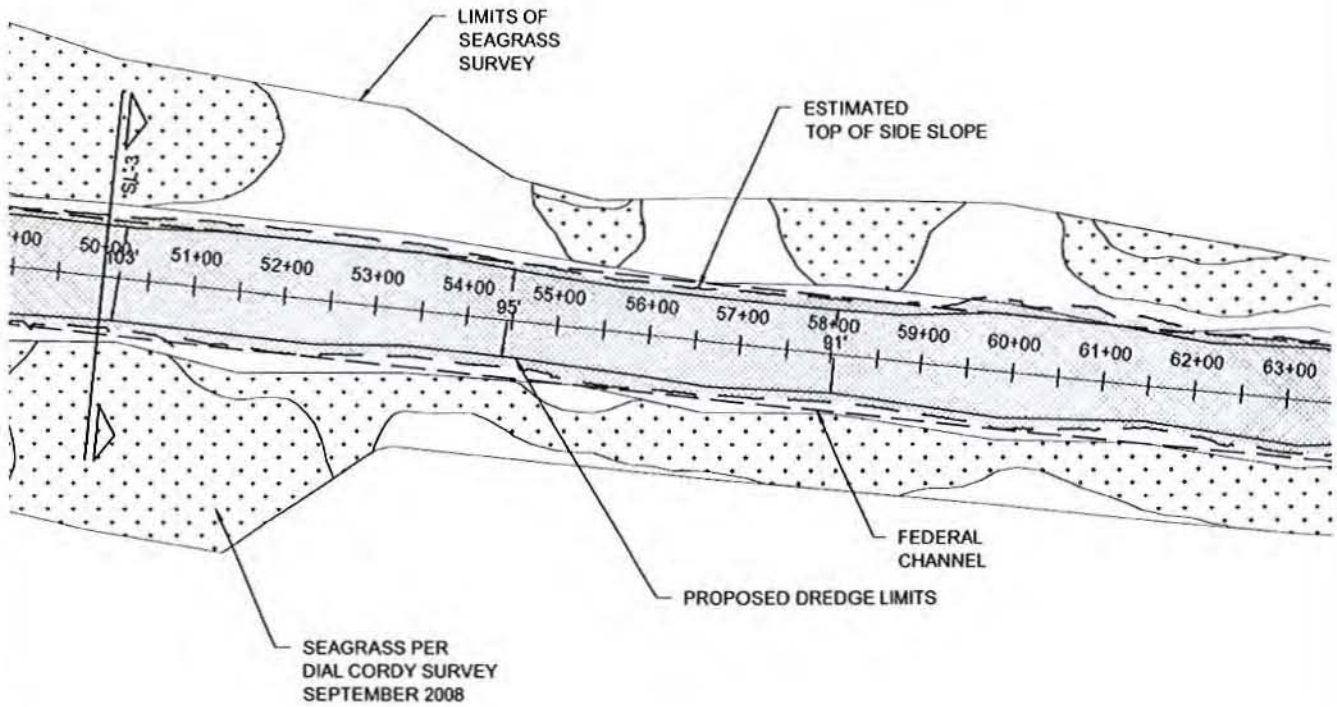 LIMITS OF
SEAGRASS
SURVEY
ESTIMATED
TOP OF SIDE SLOPE
SL-3
+00
50+00
103'
51+00
52+00
53+00
54+00
95'
55+00
56+00
57+00
58+00
91'
59+00
60+00
61+00
62+00
63+00
FEDERAL
CHANNEL
PROPOSED DREDGE LIMITS
SEAGRASS PER
DIAL CORDY SURVEY
SEPTEMBER 2008